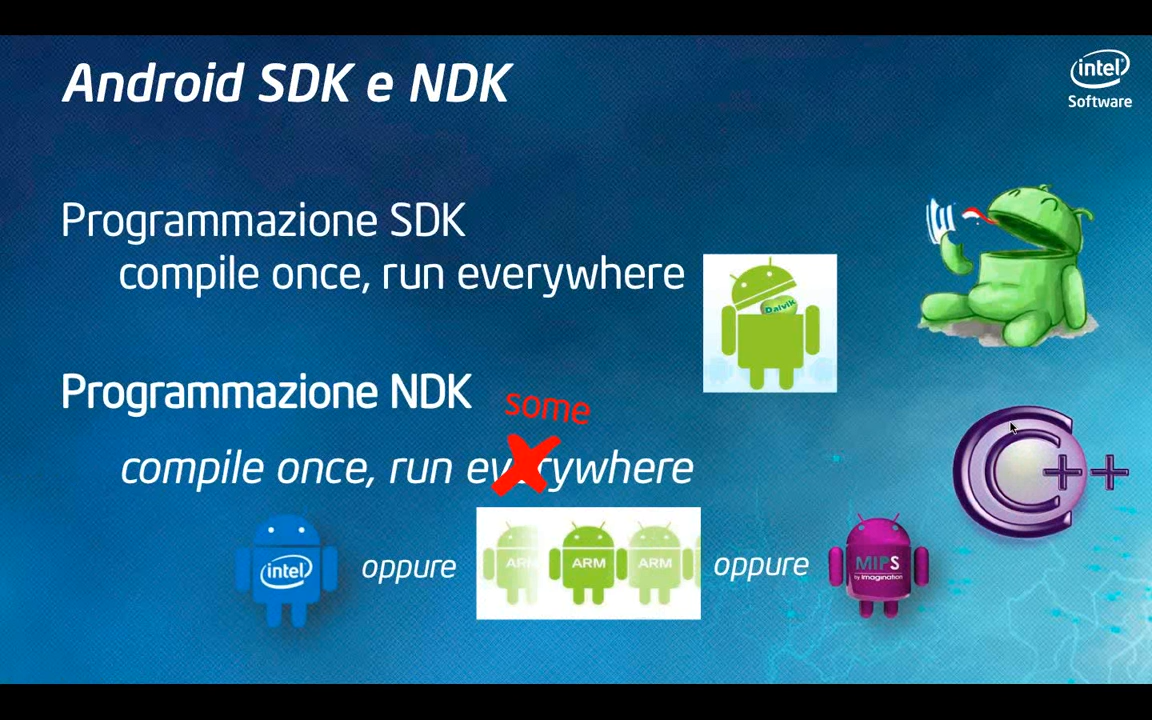 Android SDK e NDK
intel
Software
Programmazione SDK
compile once, run everywhere
Dalvik
Programmazione NDK
some
compile once, run everywhere
C++
intel
oppure
ARM
ARM
ARM
oppure
MIPS
by Imagination